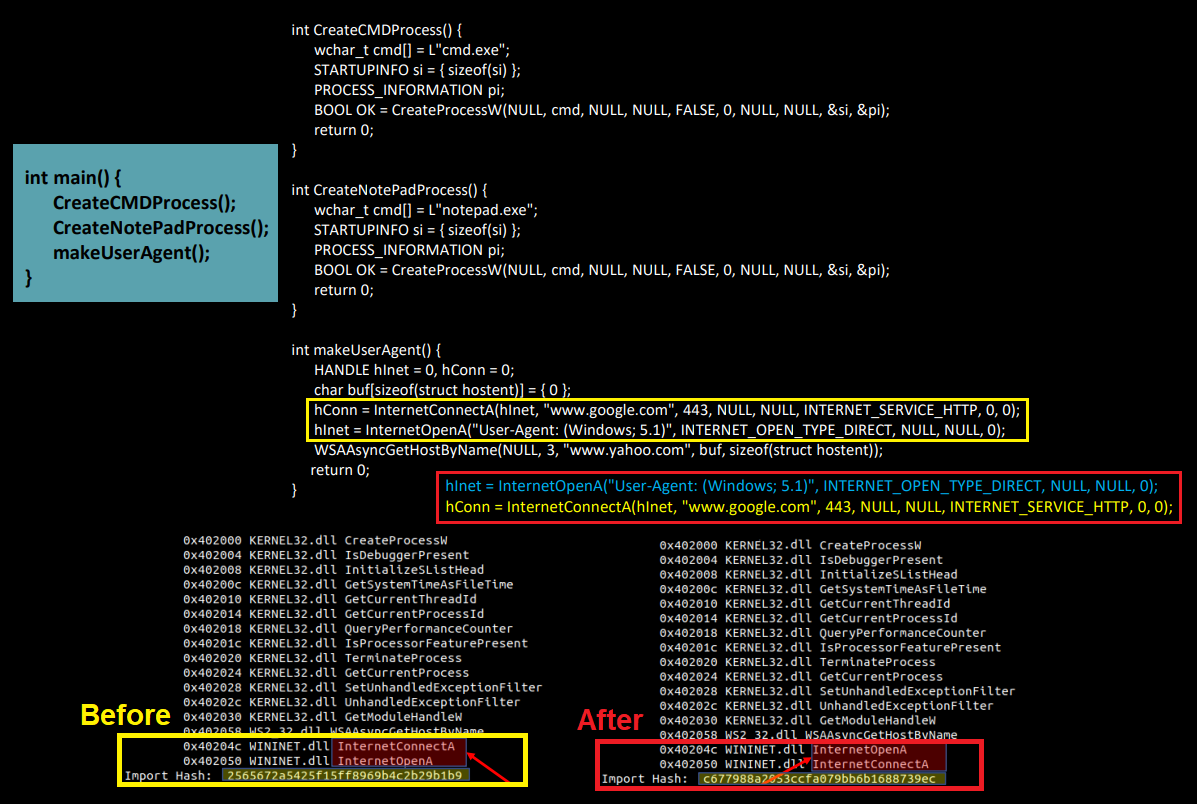 int main() {
CreateCMDProcess();
CreateNotePadProcess();
makeUserAgent();
}
int CreateCMDProcess() {
wchar_t cmd[] = L"cmd.exe";
STARTUPINFO si = { sizeof(si) };
PROCESS_INFORMATION pi;
BOOL OK = CreateProcessW(NULL, cmd, NULL, NULL, FALSE, 0, NULL, NULL, &si, &pi);
return 0;
}
int CreateNotePadProcess() {
wchar_t cmd[] = L"notepad.exe";
STARTUPINFO si = { sizeof(si) };
PROCESS_INFORMATION pi;
BOOL OK = CreateProcessW(NULL, cmd, NULL, NULL, FALSE, 0, NULL, NULL, &si, &pi);
return 0;
}
int makeUserAgent() {
HANDLE hInet = 0, hConn = 0;
char buf[sizeof(struct hostent)] = { 0 };
hConn = InternetConnectA(hInet, "www.google.com", 443, NULL, NULL, INTERNET_SERVICE_HTTP, 0, 0);
hInet = InternetOpenA("User-Agent: (Windows; 5.1)", INTERNET_OPEN_TYPE_DIRECT, NULL, NULL, 0);
WSAAsyncGetHostByName(NULL, 3, "www.yahoo.com", buf, sizeof(struct hostent));
return 0;
}
hInet = InternetOpenA("User-Agent: (Windows; 5.1)", INTERNET_OPEN_TYPE_DIRECT, NULL, NULL, 0);
hConn = InternetConnectA(hInet, "www.google.com", 443, NULL, NULL, INTERNET_SERVICE_HTTP, 0, 0);
Before
0x402000 KERNEL32.dll CreateProcessW
0x402004 KERNEL32.dll IsDebuggerPresent
0x402008 KERNEL32.dll InitializeSListHead
0x40200c KERNEL32.dll GetSystemTimeAsFileTime
0x402010 KERNEL32.dll GetCurrentThreadId
0x402014 KERNEL32.dll GetCurrentProcessId
0x402018 KERNEL32.dll QueryPerformanceCounter
0x40201c KERNEL32.dll IsProcessorFeaturePresent
0x402020 KERNEL32.dll TerminateProcess
0x402024 KERNEL32.dll GetCurrentProcess
0x402028 KERNEL32.dll SetUnhandledExceptionFilter
0x40202c KERNEL32.dll UnhandledExceptionFilter
0x402030 KERNEL32.dll GetModuleHandleW
0x402058 WS2_32.dll WSAAsyncGetHostByName
0x40204c WININET.dll InternetConnectA
0x402050 WININET.dll InternetOpenA
Import Hash: 2565672a5425f15ff8969b4c2b29b1b9
After
0x402000 KERNEL32.dll CreateProcessW
0x402004 KERNEL32.dll IsDebuggerPresent
0x402008 KERNEL32.dll InitializeSListHead
0x40200c KERNEL32.dll GetSystemTimeAsFileTime
0x402010 KERNEL32.dll GetCurrentThreadId
0x402014 KERNEL32.dll GetCurrentProcessId
0x402018 KERNEL32.dll QueryPerformanceCounter
0x40201c KERNEL32.dll IsProcessorFeaturePresent
0x402020 KERNEL32.dll TerminateProcess
0x402024 KERNEL32.dll GetCurrentProcess
0x402028 KERNEL32.dll SetUnhandledExceptionFilter
0x40202c KERNEL32.dll UnhandledExceptionFilter
0x402030 KERNEL32.dll GetModuleHandleW
0x402058 WS2_32.dll WSAAsyncGetHostByName
0x40204c WININET.dll InternetOpenA
0x402050 WININET.dll InternetConnectA
Import Hash: c677988a2053ccfa079bb6b1688739ec